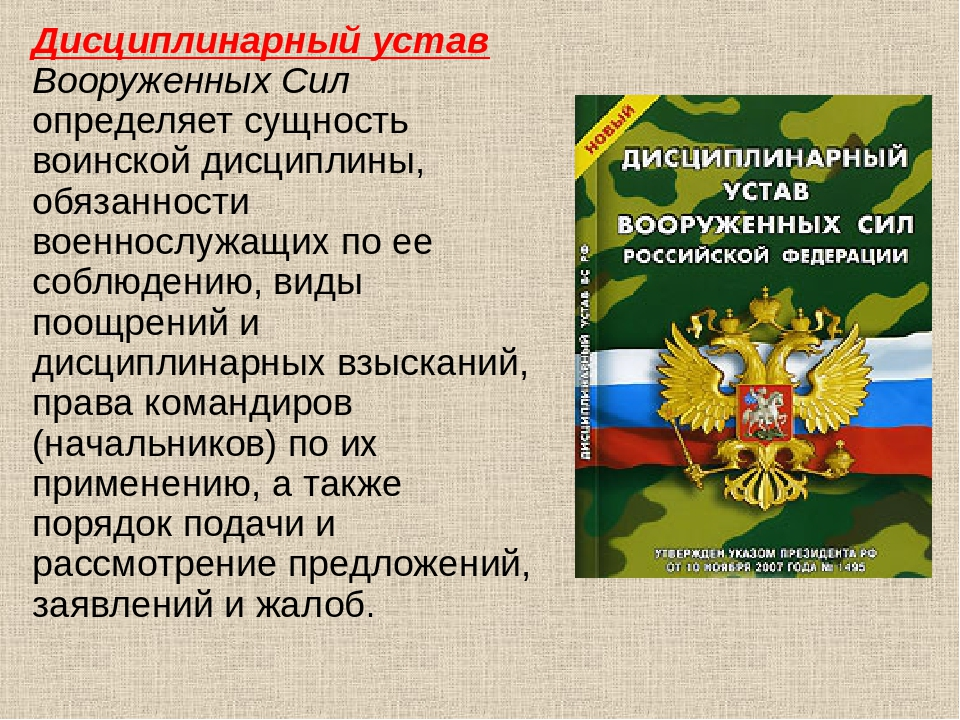 Дисциплинарный устав
Вооруженных Сил
определяет сущность
воинской дисциплины,
обязанности
военнослужащих по ее
соблюдению, виды
поощрений и
дисциплинарных взысканий,
права командиров
(начальников) по их
применению, а также
порядок подачи и
рассмотрение предложений,
заявлений и жалоб.
НОВЫЙ
ДИСЦИПЛИНАРНЫЙ
УСТАВ
ВООРУЖЕННЫХ СИЛ
РОССИЙСКОЙ ФЕДЕРАЦИИ
ДИСЦИПЛИНАРНЫЙ УСТАВ ВС РФ
УТВЕРЖДЕН УКАЗОМ ПРЕЗИДЕНТА РФ
ОТ 10 НОЯБРЯ 2007 ГОДА № 1495